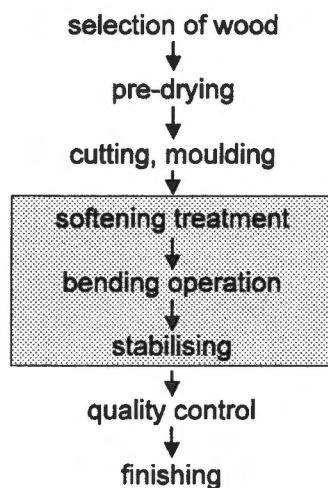 selection of wood
pre-drying
cutting, moulding
softening treatment
bending operation
stabilising
quality control
finishing